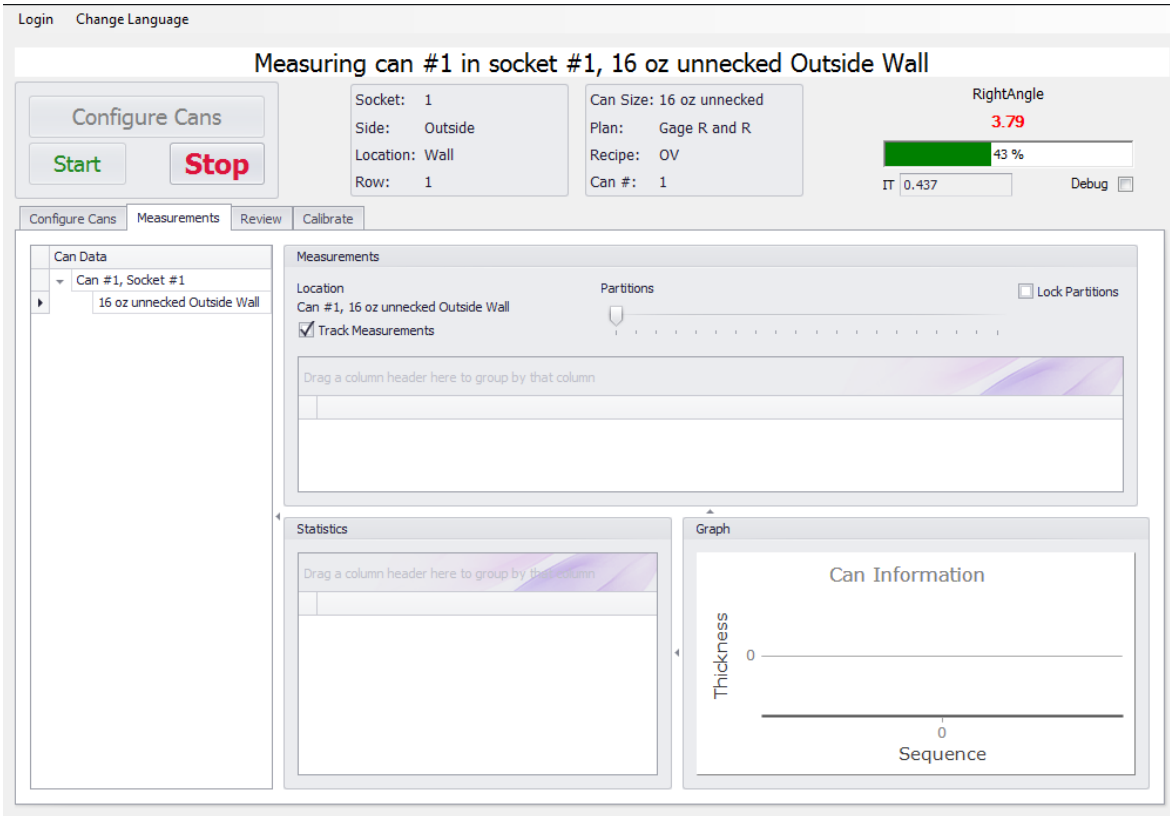 Login Change Language
Measuring can #1 in socket #1, 16 oz unnecked Outside Wall
Configure Cans
Start Stop
Socket: 1
Side: Outside
Location: Wall
Row: 1
Can Size: 16 oz unnecked
Plan: Gage R and R
Recipe: OV
Can #: 1
RightAngle
3.79
43 %
IT 0.437 Debug
Configure Cans Measurements Review Calibrate
Can Data
Can #1, Socket #1
16 oz unnecked Outside Wall
Measurements
Location
Can #1, 16 oz unnecked Outside Wall
Track Measurements
Partitions
Lock Partitions
Drag a column header here to group by that column
Statistics
Drag a column header here to group by that column
Graph
Can Information
Thickness
0
0
Sequence